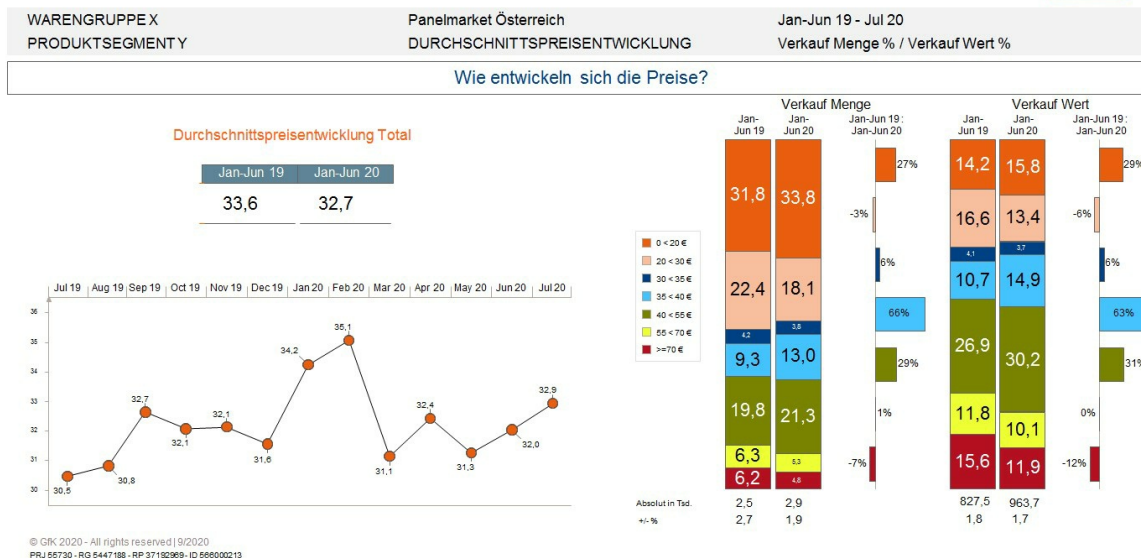 WARENGRUPPE X Panelmarket Österreich Jan-Jun 19 - Jul 20
PRODUKTSEGMENT Y DURCHSCHNITTSPREISENTWICKLUNG Verkauf Menge % / Verkauf Wert %
Wie entwickeln sich die Preise?
Durchschnittspreisentwicklung Total
Jan-Jun 19 Jan-Jun 20
33,6 32,7
Jul 19 Aug 19 Sep 19 Oct 19 Nov 19 Dec 19 Jan 20 Feb 20 Mar 20 Apr 20 May 20 Jun 20 Jul 20
36
35
34
33
32
31
30
30,5
30,8
32,7
32,1
32,1
31,6
34,2
35,1
31,1
32,4
31,3
32,0
32,9
0 < 20 €
20 < 30 €
30 < 35 €
35 < 40 €
40 < 55 €
55 < 70 €
>=70 €
Verkauf Menge
Jan- Jan- Jan-Jun 19 :
Jun 19 Jun 20 Jan-Jun 20
31,8 33,8 27%
22,4 18,1 -3%
4,2 3,8 6%
9,3 13,0 66%
19,8 21,3 29%
6,3 5,3 1%
6,2 4,8 -7%
Verkauf Wert
Jan- Jan- Jan-Jun 19 :
Jun 19 Jun 20 Jan-Jun 20
14,2 15,8 29%
16,6 13,4 -6%
4,1 3,7 6%
10,7 14,9 63%
26,9 30,2 31%
11,8 10,1 0%
15,6 11,9 -12%
Absolut in Tsd. 2,5 2,9 827,5 963,7
+/- % 2,7 1,9 1,8 1,7
© GfK 2020 - All rights reserved | 9/2020
PRJ 55730 - RG 5447188 - RP 37192969 - ID 566000213